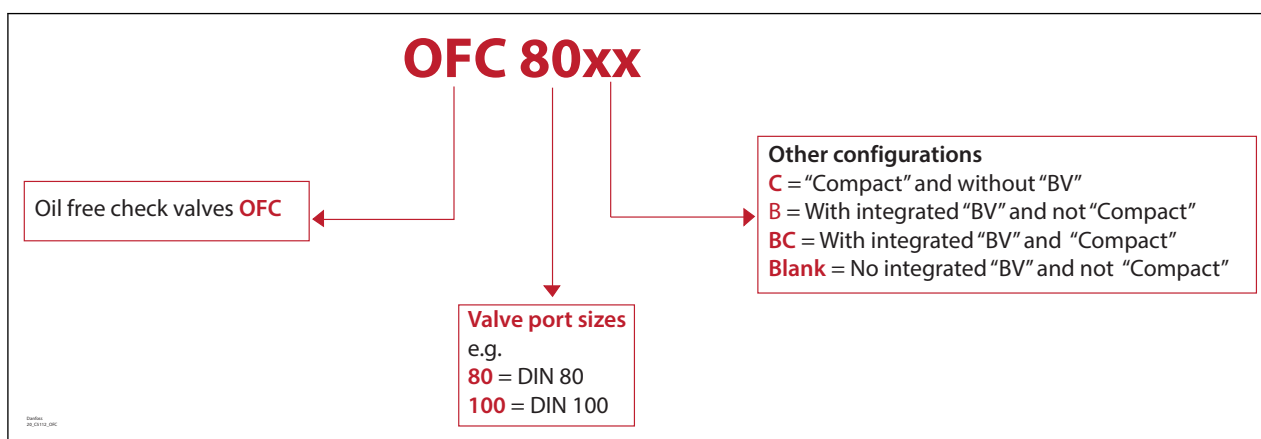 OFC 80xx
Oil free check valves OFC
Other configurations
C = “Compact” and without “BV”
B = With integrated “BV” and not “Compact”
BC = With integrated “BV” and “Compact”
Blank = No integrated “BV” and not “Compact”
Valve port sizes
e.g.
80 = DIN 80
100 = DIN 100
Danfoss